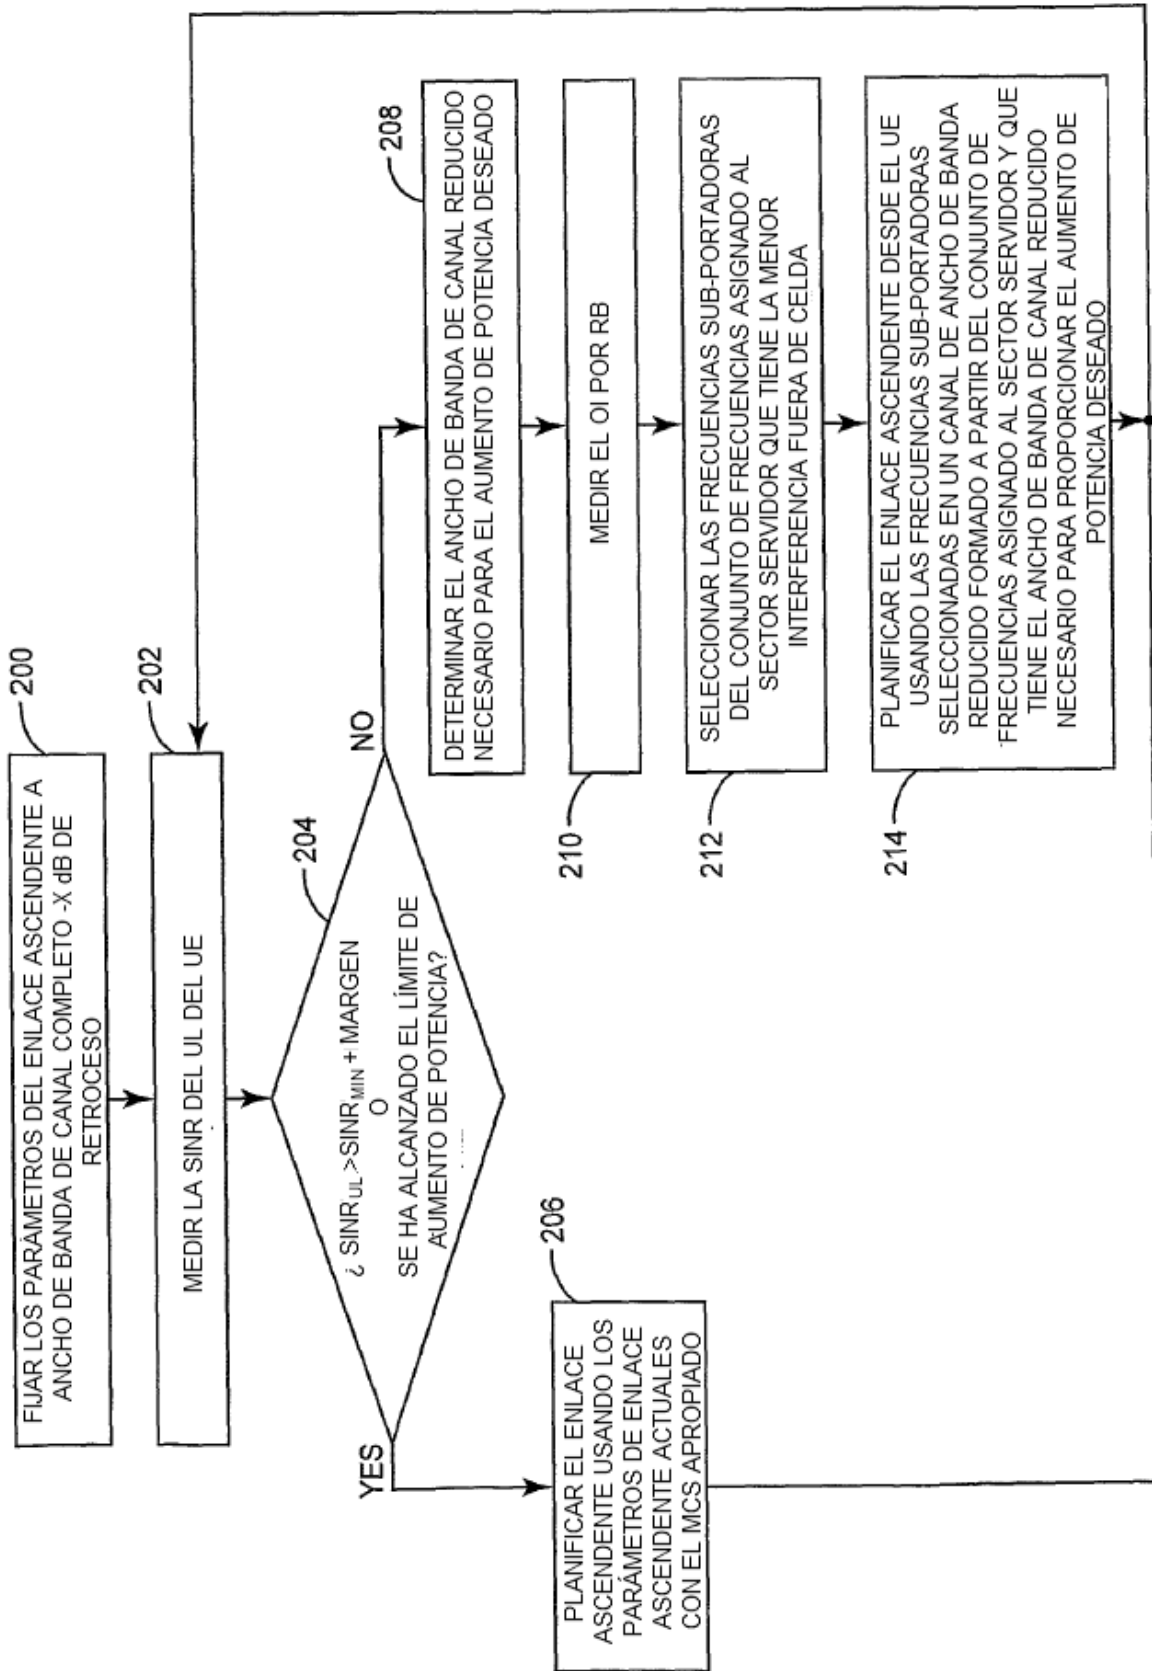 200
FIJAR LOS PARÁMETROS DEL ENLACE ASCENDENTE A
ANCHO DE BANDA DE CANAL COMPLETO -X dB DE
RETROCESO
202
MEDIR LA SINR DEL UL DEL UE
204
¿ SINR_UL >SINR_MIN + MARGEN
O
SE HA ALCANZADO EL LÍMITE DE
AUMENTO DE POTENCIA?
YES
NO
206
PLANIFICAR EL ENLACE
ASCENDENTE USANDO LOS
PARÁMETROS DE ENLACE
ASCENDENTE ACTUALES
CON EL MCS APROPIADO
208
DETERMINAR EL ANCHO DE BANDA DE CANAL REDUCIDO
NECESARIO PARA EL AUMENTO DE POTENCIA DESEADO
210
MEDIR EL OI POR RB
212
SELECCIONAR LAS FRECUENCIAS SUB-PORTADORAS
DEL CONJUNTO DE FRECUENCIAS ASIGNADO AL
SECTOR SERVIDOR QUE TIENE LA MENOR
INTERFERENCIA FUERA DE CELDA
214
PLANIFICAR EL ENLACE ASCENDENTE DESDE EL UE
USANDO LAS FRECUENCIAS SUB-PORTADORAS
SELECCIONADAS EN UN CANAL DE ANCHO DE BANDA
REDUCIDO FORMADO A PARTIR DEL CONJUNTO DE
FRECUENCIAS ASIGNADO AL SECTOR SERVIDOR Y QUE
TIENE EL ANCHO DE BANDA DE CANAL REDUCIDO
NECESARIO PARA PROPORCIONAR EL AUMENTO DE
POTENCIA DESEADO